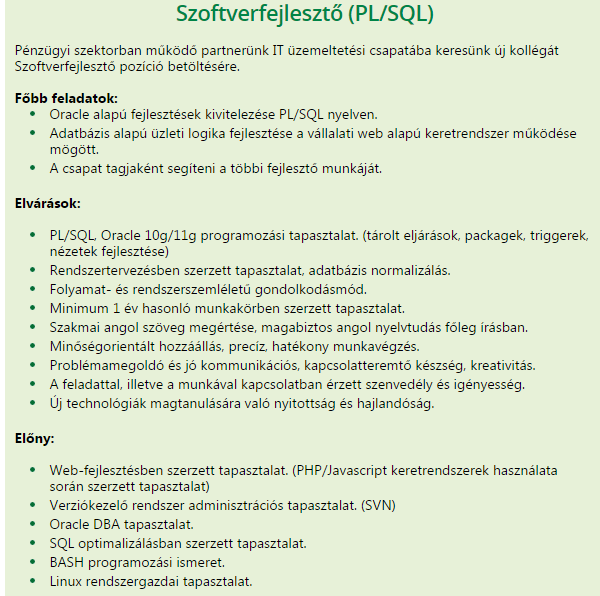 Szoftverfejlesztő (PL/SQL)
Pénzügyi szektorban működő partnerünk IT üzemeltetési csapatába keresünk új kollégát
Szoftverfejlesztő pozíció betöltésére.
Főbb feladatok:
• Oracle alapú fejlesztések kivitelezése PL/SQL nyelven.
• Adatbázis alapú üzleti logika fejlesztése a vállalati web alapú keretrendszer működése
mögött.
• A csapat tagjaként segíteni a többi fejlesztő munkáját.
Elvárások:
• PL/SQL, Oracle 10g/11g programozási tapasztalat. (tárolt eljárások, packagek, triggerek,
nézetek fejlesztése)
• Rendszertervezésben szerzett tapasztalat, adatbázis normalizálás.
• Folyamat- és rendszerszemléletű gondolkodásmód.
• Minimum 1 év hasonló munkakörben szerzett tapasztalat.
• Szakmai angol szöveg megértése, magabiztos angol nyelvtudás főleg írásban.
• Minőségorientált hozzáállás, precíz, hatékony munkavégzés.
• Problémamegoldó és jó kommunikációs, kapcsolatteremtő készség, kreativitás.
• A feladattal, illetve a munkával kapcsolatban érzett szenvedély és igényesség.
• Új technológiák magtanulására való nyitottság és hajlandóság.
Előny:
• Web-fejlesztésben szerzett tapasztalat. (PHP/Javascript keretrendszerek használata
során szerzett tapasztalat)
• Verziókezelő rendszer adminisztrációs tapasztalat. (SVN)
• Oracle DBA tapasztalat.
• SQL optimalizálásban szerzett tapasztalat.
• BASH programozási ismeret.
• Linux rendszergazdai tapasztalat.